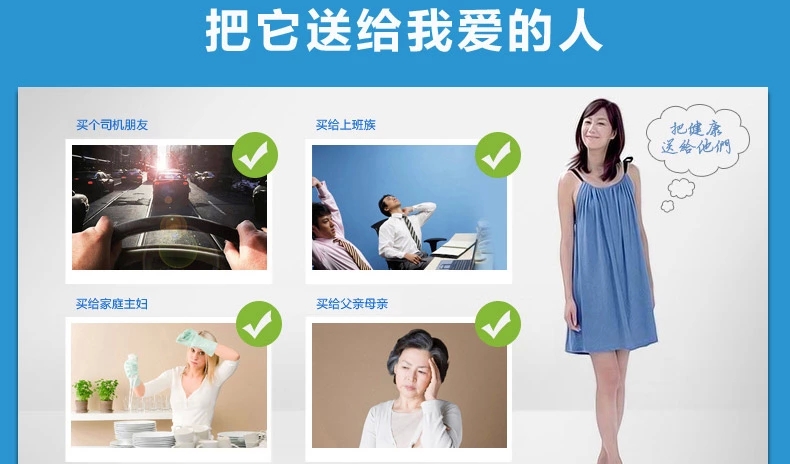 把它送给我爱的人
买个司机朋友
买给上班族
把健康
送给他們
买给家庭主妇
买给父亲母亲